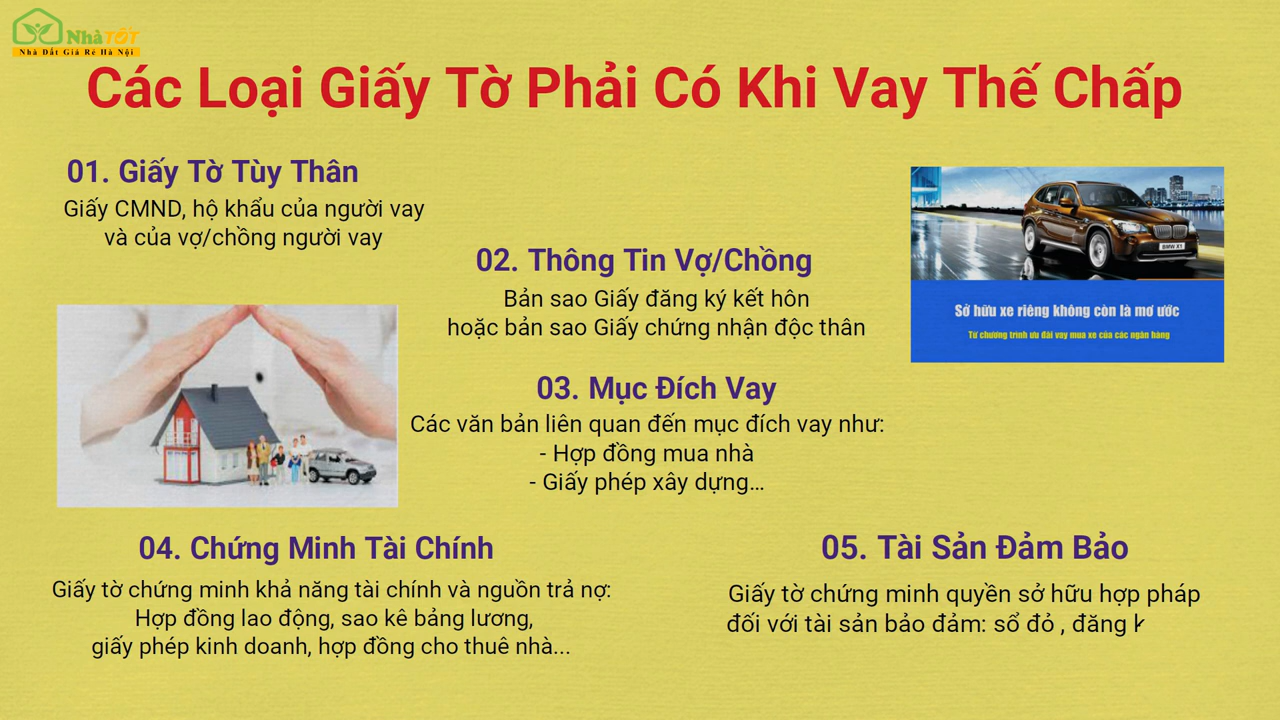 NhàTỐT
Nhà Đất Giá Rẻ Hà Nội
Các Loại Giấy Tờ Phải Có Khi Vay Thế Chấp
01. Giấy Tờ Tùy Thân
Giấy CMND, hộ khẩu của người vay
và của vợ/chồng người vay
02. Thông Tin Vợ/Chồng
Bản sao Giấy đăng ký kết hôn
hoặc bản sao Giấy chứng nhận độc thân
BMW X1
Sở hữu xe riêng không còn là mơ ước
Từ chương trình ưu đãi vay mua xe của các ngân hàng
03. Mục Đích Vay
Các văn bản liên quan đến mục đích vay như:
- Hợp đồng mua nhà
- Giấy phép xây dựng...
04. Chứng Minh Tài Chính
Giấy tờ chứng minh khả năng tài chính và nguồn trả nợ:
Hợp đồng lao động, sao kê bảng lương,
giấy phép kinh doanh, hợp đồng cho thuê nhà...
05. Tài Sản Đảm Bảo
Giấy tờ chứng minh quyền sở hữu hợp pháp
đối với tài sản bảo đảm: sổ đỏ , đăng